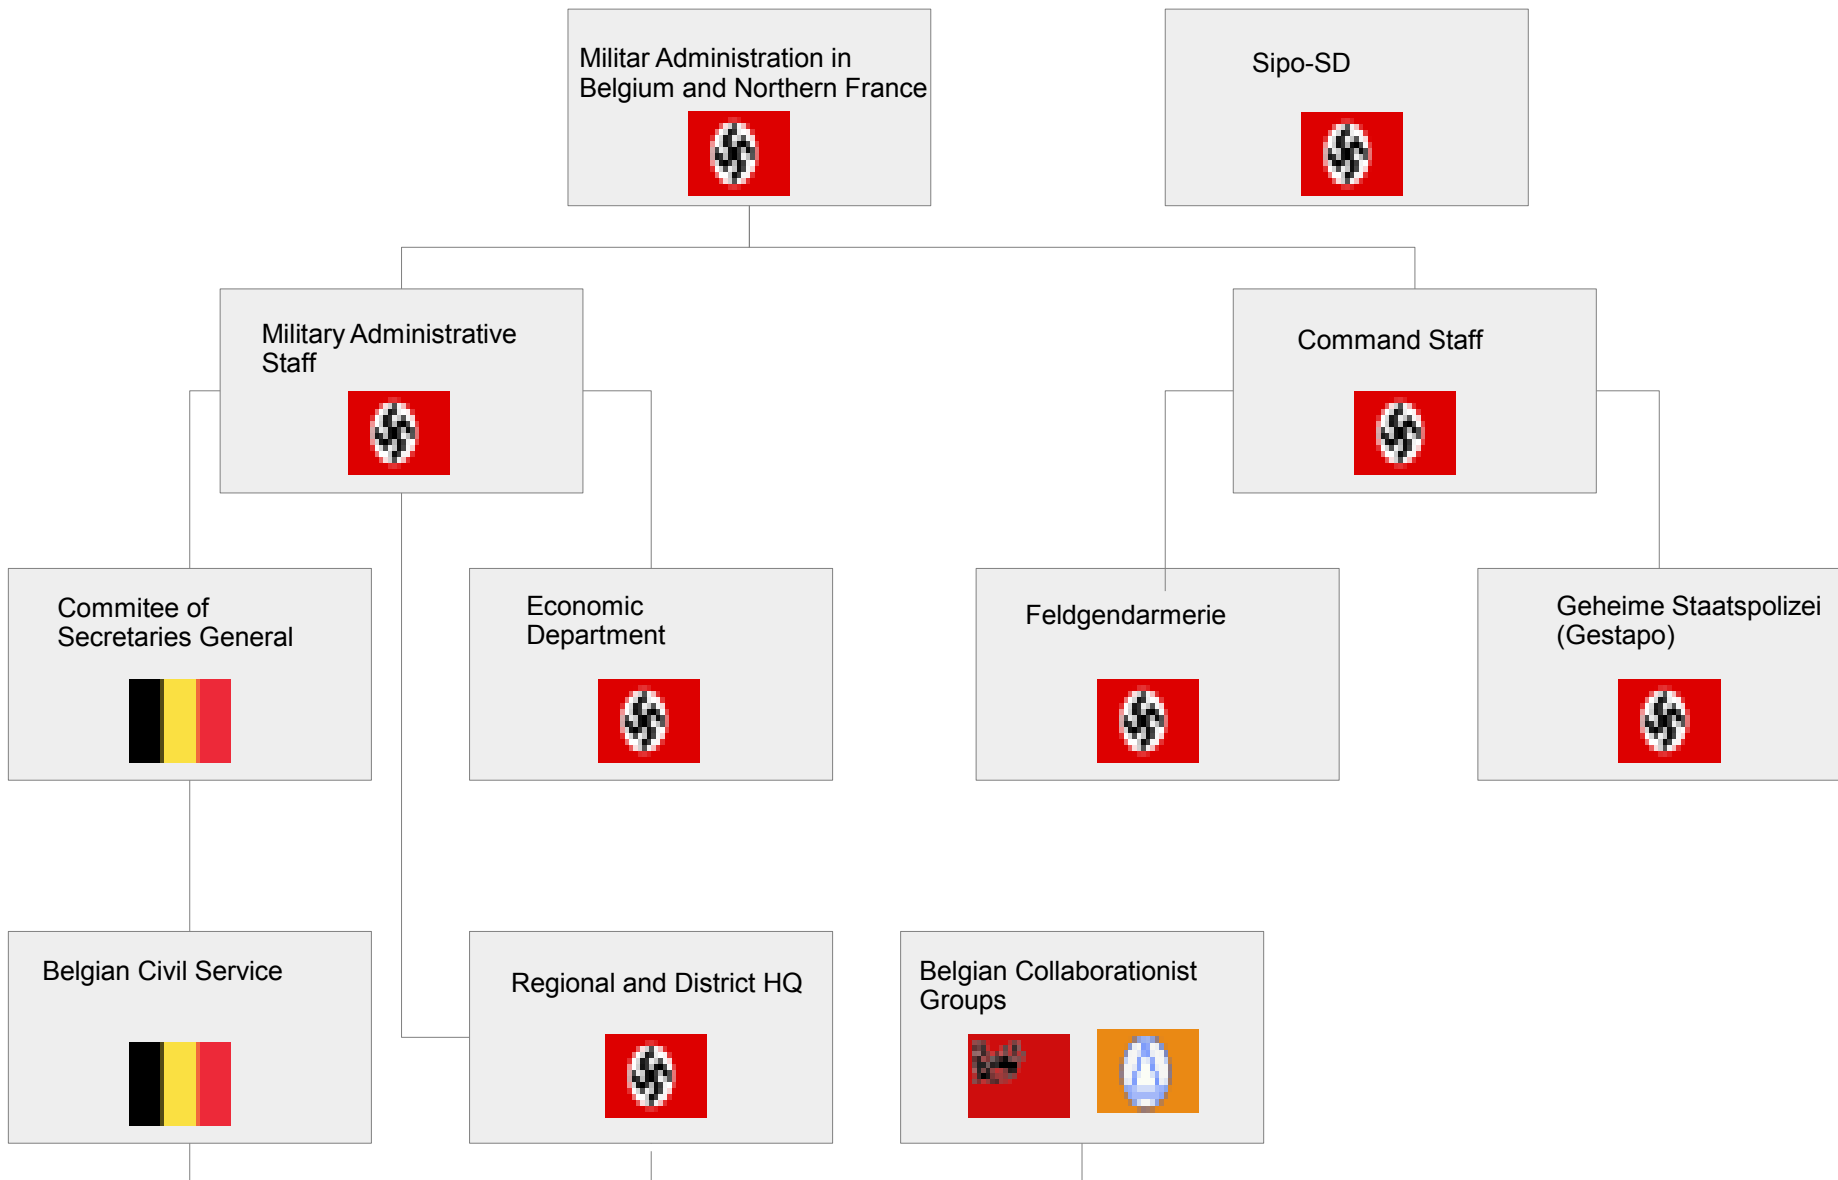 Militar Administration in
Belgium and Northern France
Sipo-SD
Military Administrative
Staff
Command Staff
Commitee of
Secretaries General
Economic
Department
Feldgendarmerie
Geheime Staatspolizei
(Gestapo)
Belgian Civil Service
Regional and District HQ
Belgian Collaborationist
Groups